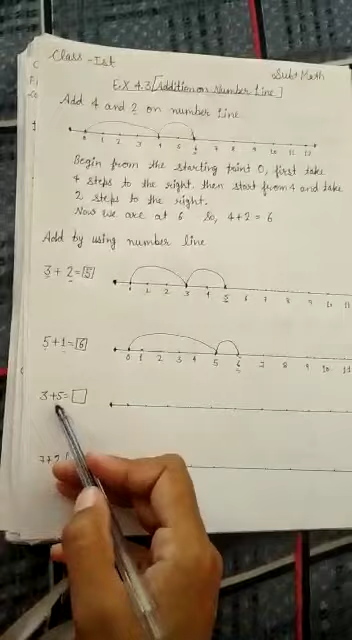 Class - Ist
Sub: Math
EX 4.3 [Addition on Number Line]
Add 4 and 2 on number line
0 1 2 3 4 5 6 7 8 9 10 11 12
Begin from the starting point 0, first take
4 steps to the right. then start from 4 and take
2 steps to the right.
Now we are at 6 So, 4+2 = 6
Add by using number line
3 + 2 = 5
0 1 2 3 4 5 6 7 8 9 10 11
5+1 = 6
0 1 2 3 4 5 6 7 8 9 10 11
3+5=
7+2